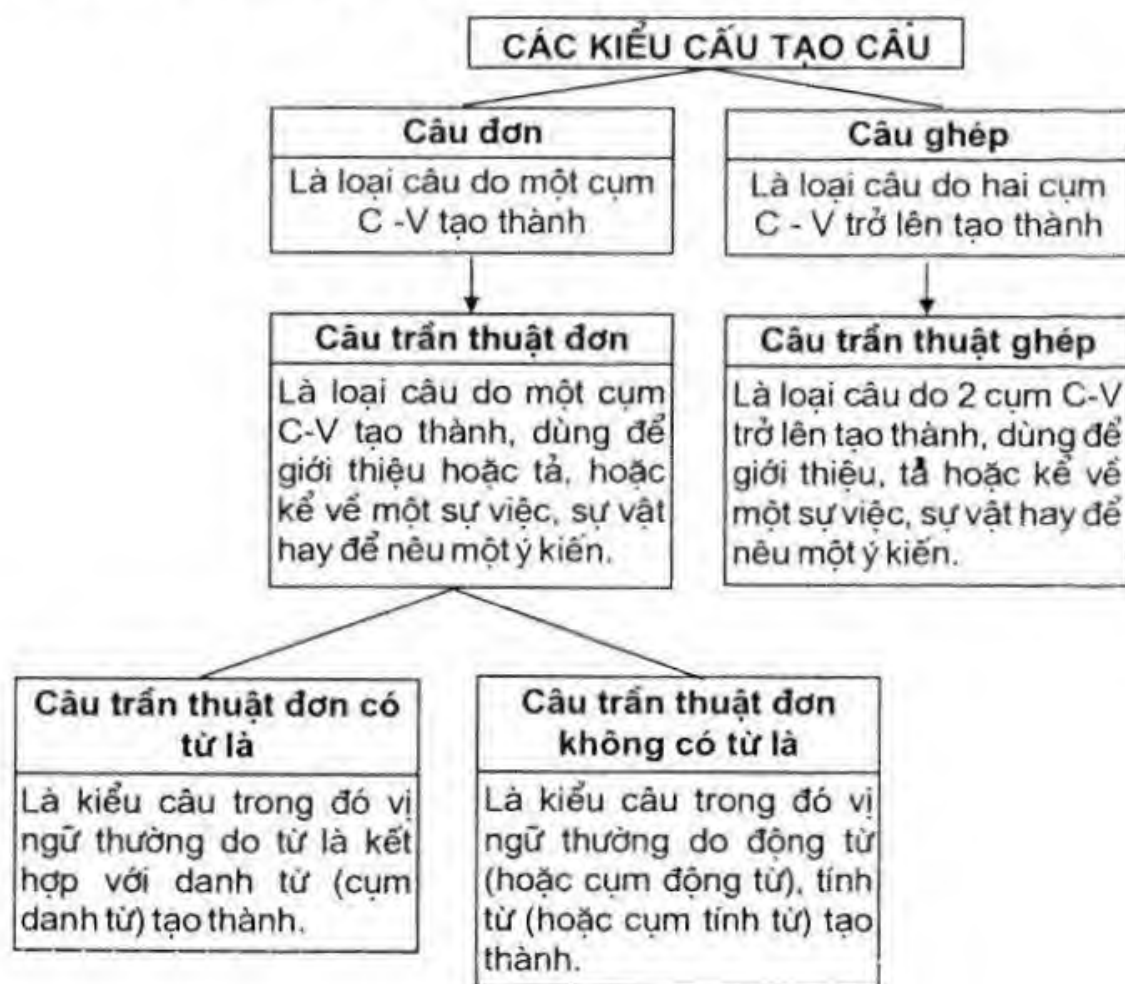 CÁC KIỂU CẤU TẠO CÂU
Câu đơn
Là loại câu do một cụm
C -V tạo thành
Câu ghép
Là loại câu do hai cụm
C - V trở lên tạo thành
Câu trần thuật đơn
Là loại câu do một cụm
C-V tạo thành, dùng để
giới thiệu hoặc tả, hoặc
kể về một sự việc, sự vật
hay để nêu một ý kiến.
Câu trần thuật ghép
Là loại câu do 2 cụm C-V
trở lên tạo thành, dùng để
giới thiệu, tả hoặc kể về
một sự việc, sự vật hay để
nêu một ý kiến.
Câu trần thuật đơn có
từ là
Là kiểu câu trong đó vị
ngữ thường do từ là kết
hợp với danh từ (cụm
danh từ) tạo thành.
Câu trần thuật đơn
không có từ là
Là kiểu câu trong đó vị
ngữ thường do động từ
(hoặc cụm động từ), tính
từ (hoặc cụm tính từ) tạo
thành.